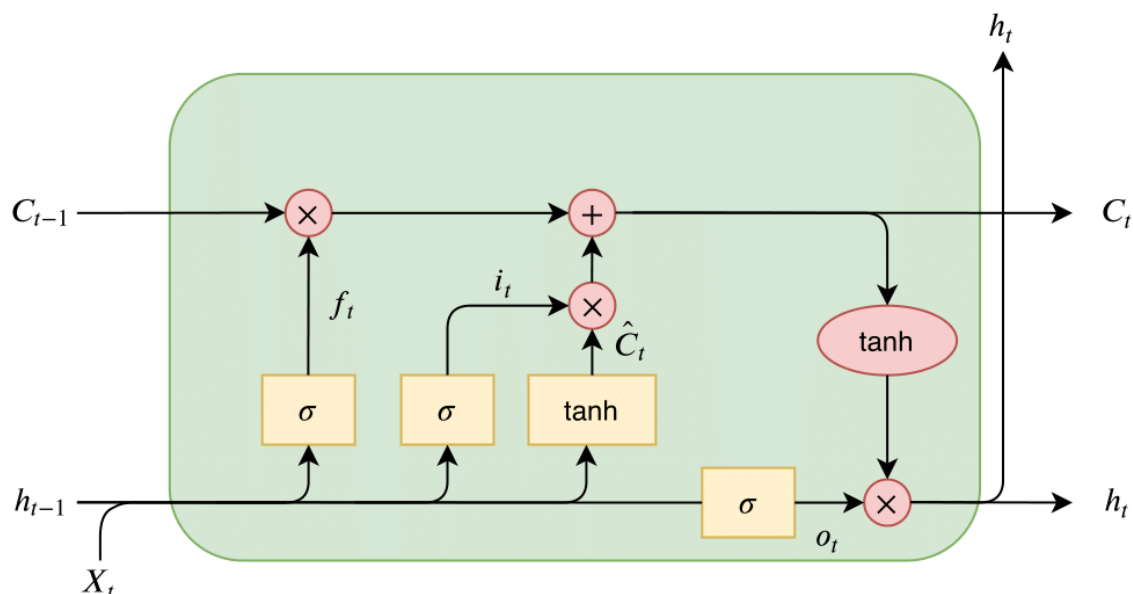 h_t
C_{t-1} × + C_t
f_t i_t ×
Ĉ_t tanh
σ σ tanh
h_{t-1} σ × h_t
o_t
X_t